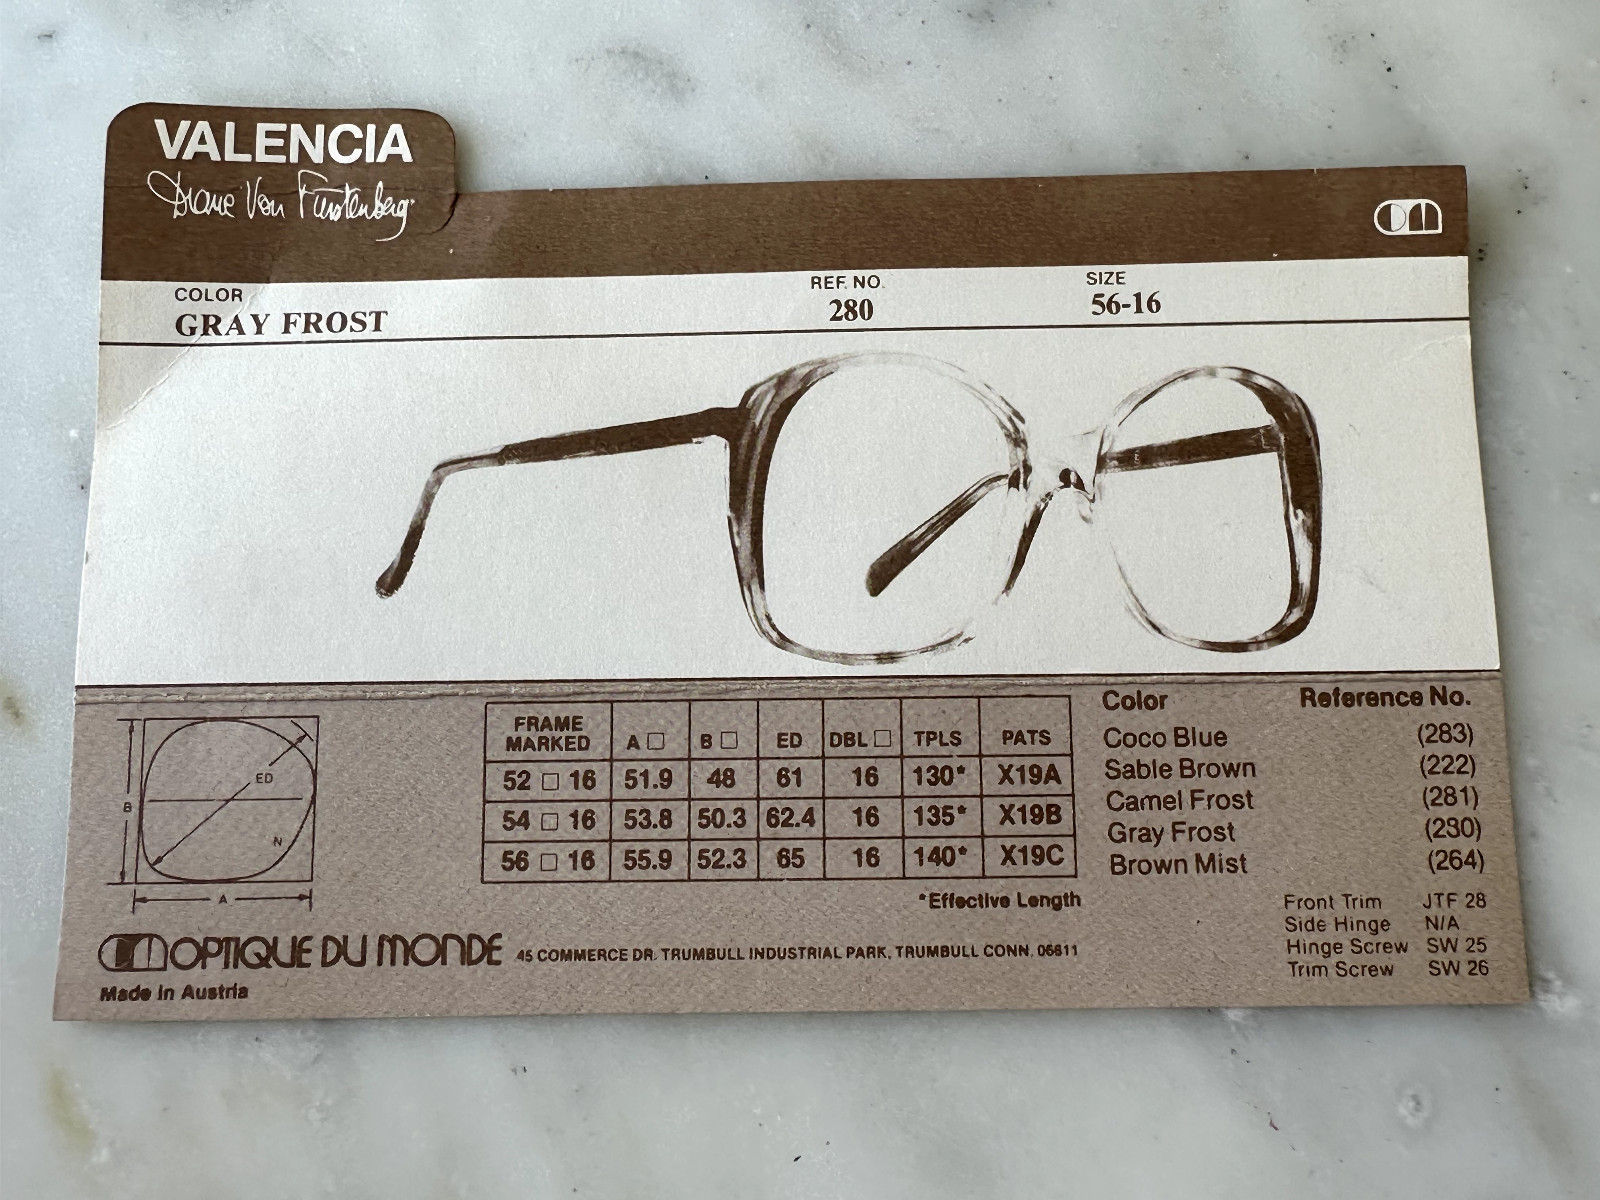 VALENCIA
Diane Von Furstenberg
COLOR REF. NO. SIZE
GRAY FROST 280 56-16
FRAME MARKED A □ B □ ED DBL □ TPLS PATS
52 □ 16 51.9 48 61 16 130* X19A
54 □ 16 53.8 50.3 62.4 16 135* X19B
56 □ 16 55.9 52.3 65 16 140* X19C
*Effective Length
B
ED
N
A
Color Reference No.
Coco Blue (283)
Sable Brown (222)
Camel Frost (281)
Gray Frost (280)
Brown Mist (264)
Front Trim JTF 28
Side Hinge N/A
Hinge Screw SW 25
Trim Screw SW 26
OPTIQUE DU MONDE 45 COMMERCE DR. TRUMBULL INDUSTRIAL PARK, TRUMBULL CONN. 06611
Made in Austria